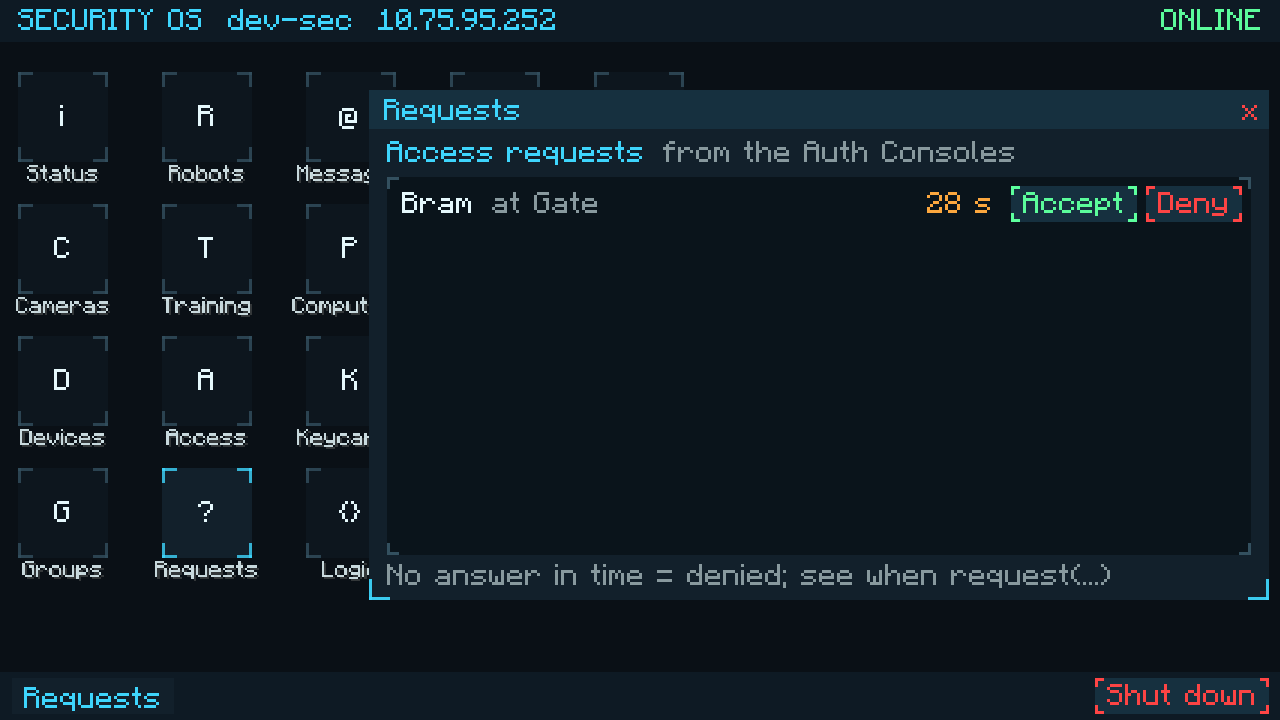 SECURITY OS dev-sec 10.75.95.252 ONLINE
i R @
Status Robots
C T P
Cameras Training
D A K
Devices Access
G ? {}
Groups Requests
Requests x
Access requests from the Auth Consoles
Bram at Gate 28 s Accept Deny
No answer in time = denied; see when request(...)
Requests Shut down